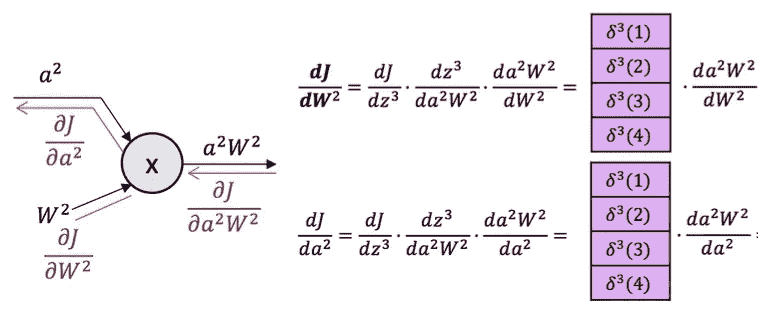 a²
∂J/∂a²
x
a²W²
W²
∂J/∂a²W²
∂J/∂W²
dJ/dW² = dJ/dz³ · dz³/da²W² · da²W²/dW² =
δ³(1)
δ³(2)
δ³(3)
δ³(4)
· da²W²/dW²
dJ/da² = dJ/dz³ · dz³/da²W² · da²W²/da² =
δ³(1)
δ³(2)
δ³(3)
δ³(4)
· da²W²/da² =